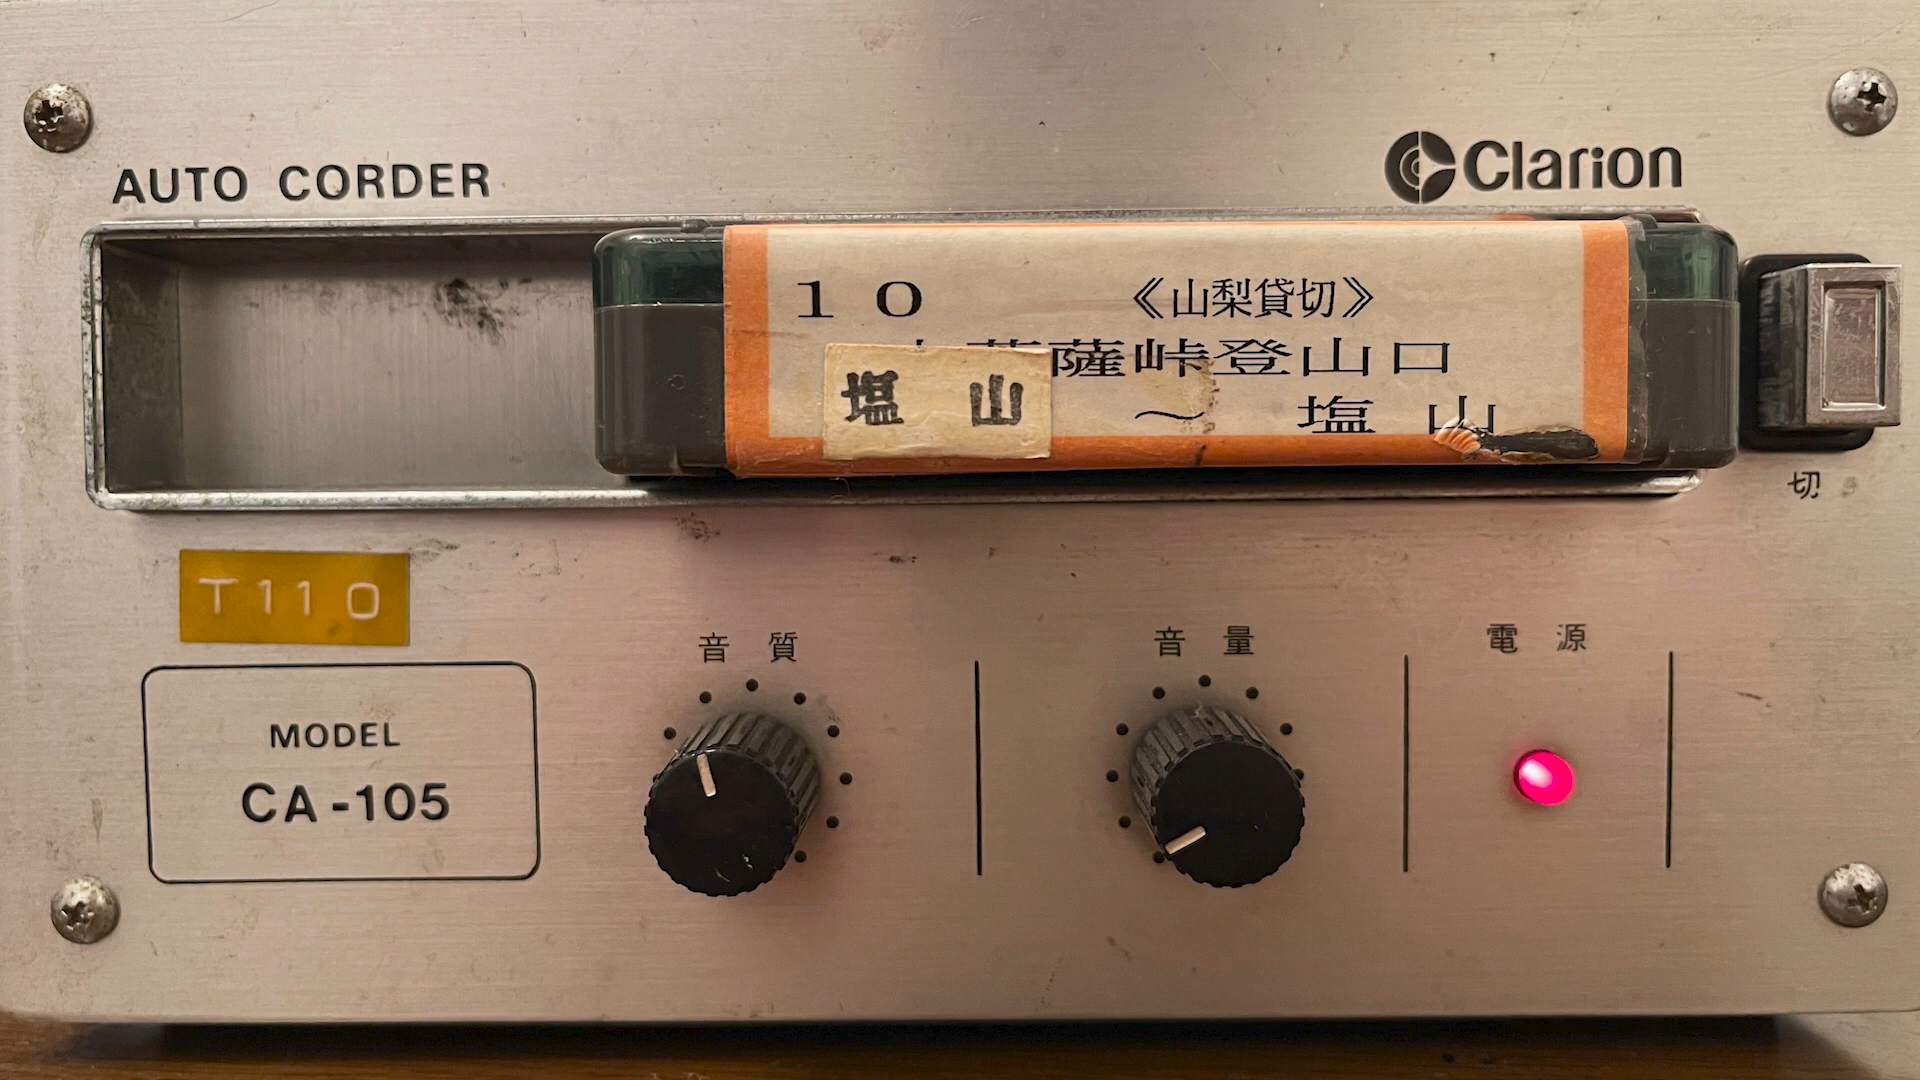 AUTO CORDER
Clarion
10 《山梨貸切》
薩峠登山口
～ 塩山
塩山
切
T110
MODEL
CA-105
音質
音量
電源